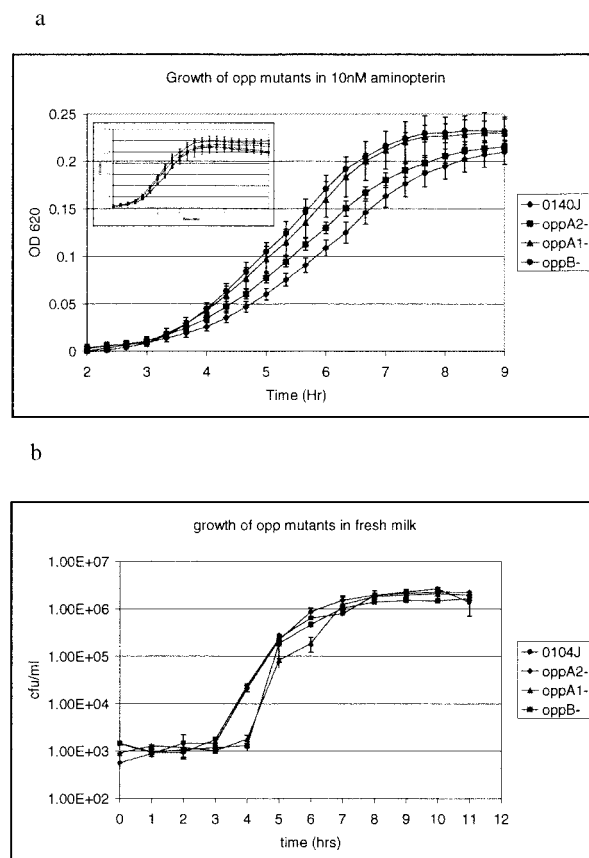 a
Growth of opp mutants in 10nM aminopterin
0.25
0.2
0.15
0.1
0.05
0
OD 620
2 3 4 5 6 7 8 9
Time (Hr)
0140J
oppA2-
oppA1-
oppB-
b
growth of opp mutants in fresh milk
1.00E+07
1.00E+06
1.00E+05
1.00E+04
1.00E+03
1.00E+02
cfu/ml
0 1 2 3 4 5 6 7 8 9 10 11 12
time (hrs)
0104J
oppA2-
oppA1-
oppB-